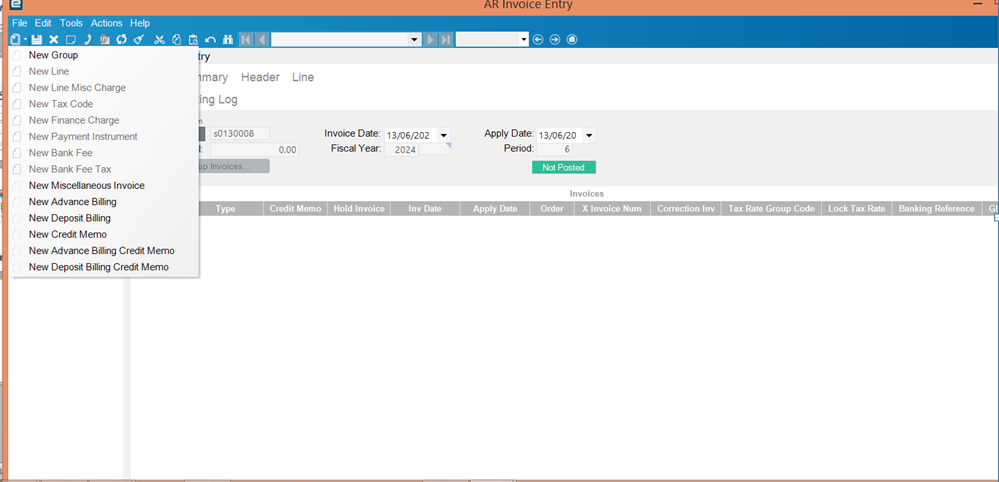 AR Invoice Entry
File Edit Tools Actions Help
New Group
New Line
New Line Misc Charge
New Tax Code
New Finance Charge
New Payment Instrument
New Bank Fee
New Bank Fee Tax
New Miscellaneous Invoice
New Advance Billing
New Deposit Billing
New Credit Memo
New Advance Billing Credit Memo
New Deposit Billing Credit Memo
try
mmary Header Line
ing Log
s0130008 Invoice Date: 13/06/202 Apply Date: 13/06/20
0.00 Fiscal Year: 2024 Period: 6
up Invoices... Not Posted
Invoices
Type Credit Memo Hold Invoice Inv Date Apply Date Order X Invoice Num Correction Inv Tax Rate Group Code Lock Tax Rate Banking Reference